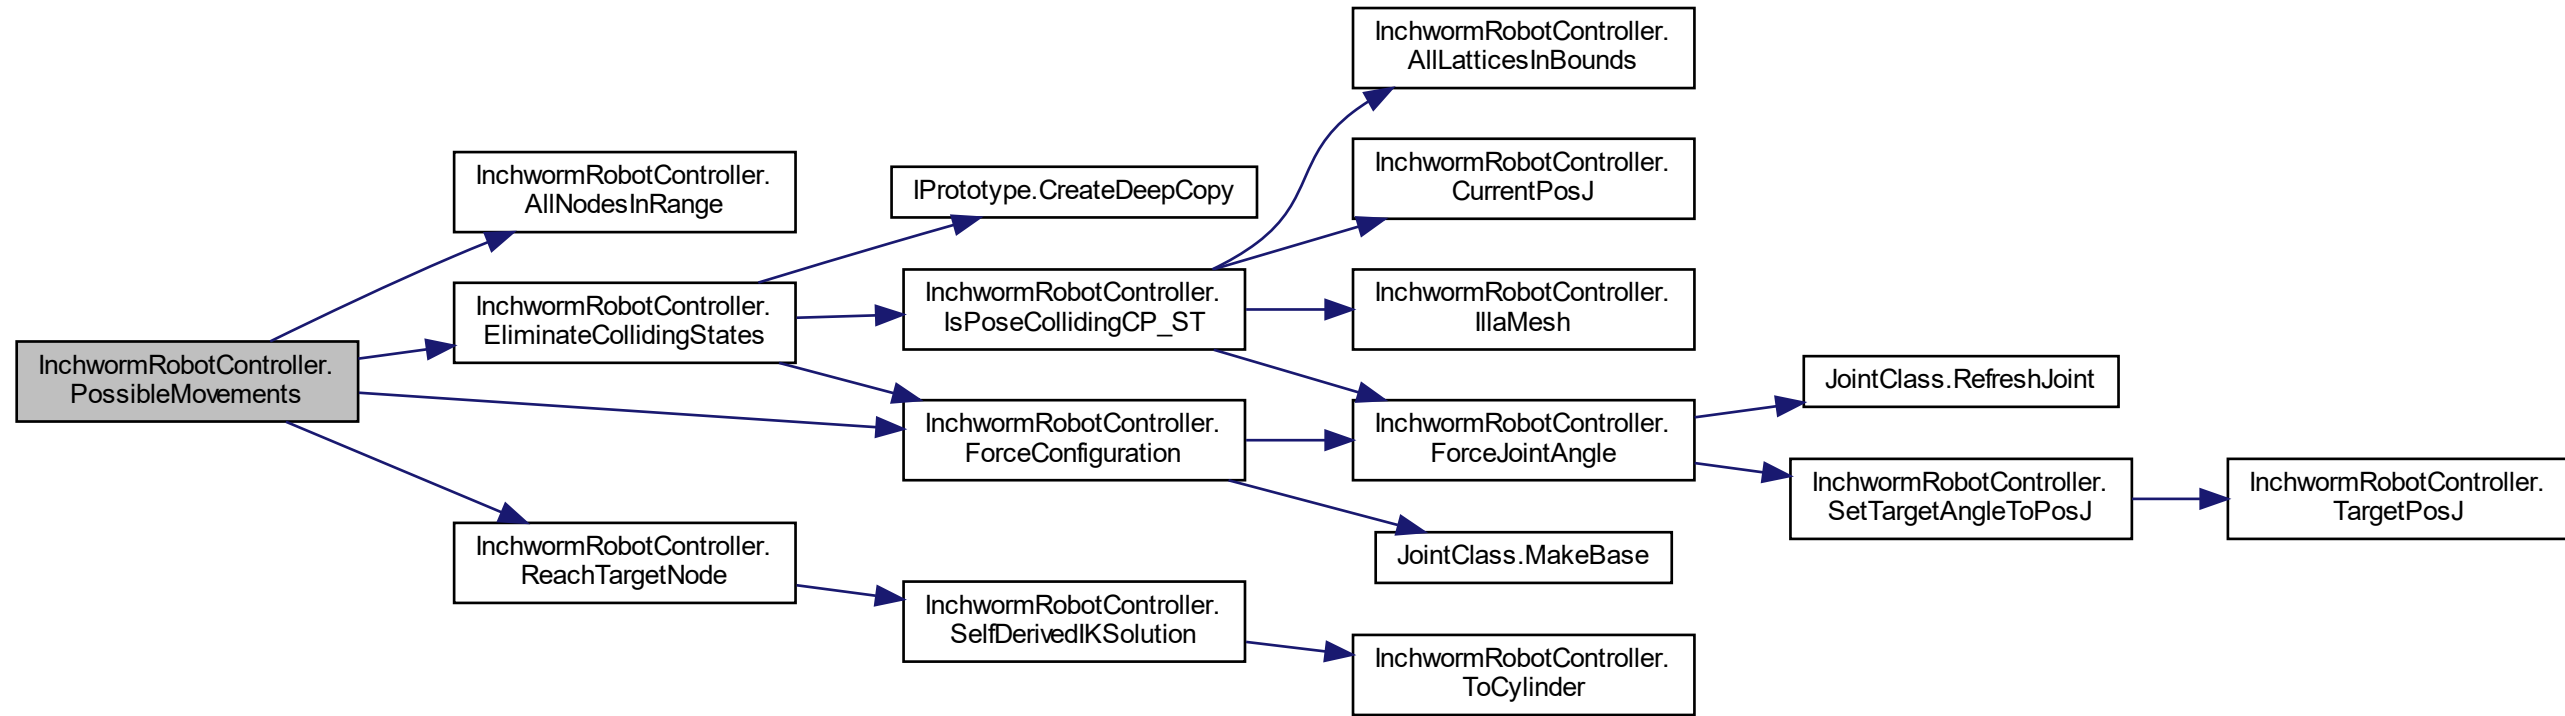 InchwormRobotController.
PossibleMovements
InchwormRobotController.
AllNodesInRange
InchwormRobotController.
EliminateCollidingStates
InchwormRobotController.
ReachTargetNode
IPrototype.CreateDeepCopy
InchwormRobotController.
IsPoseCollidingCP_ST
InchwormRobotController.
ForceConfiguration
InchwormRobotController.
SelfDerivedIKSolution
InchwormRobotController.
AllLatticesInBounds
InchwormRobotController.
CurrentPosJ
InchwormRobotController.
IllaMesh
InchwormRobotController.
ForceJointAngle
JointClass.MakeBase
InchwormRobotController.
ToCylinder
JointClass.RefreshJoint
InchwormRobotController.
SetTargetAngleToPosJ
InchwormRobotController.
TargetPosJ